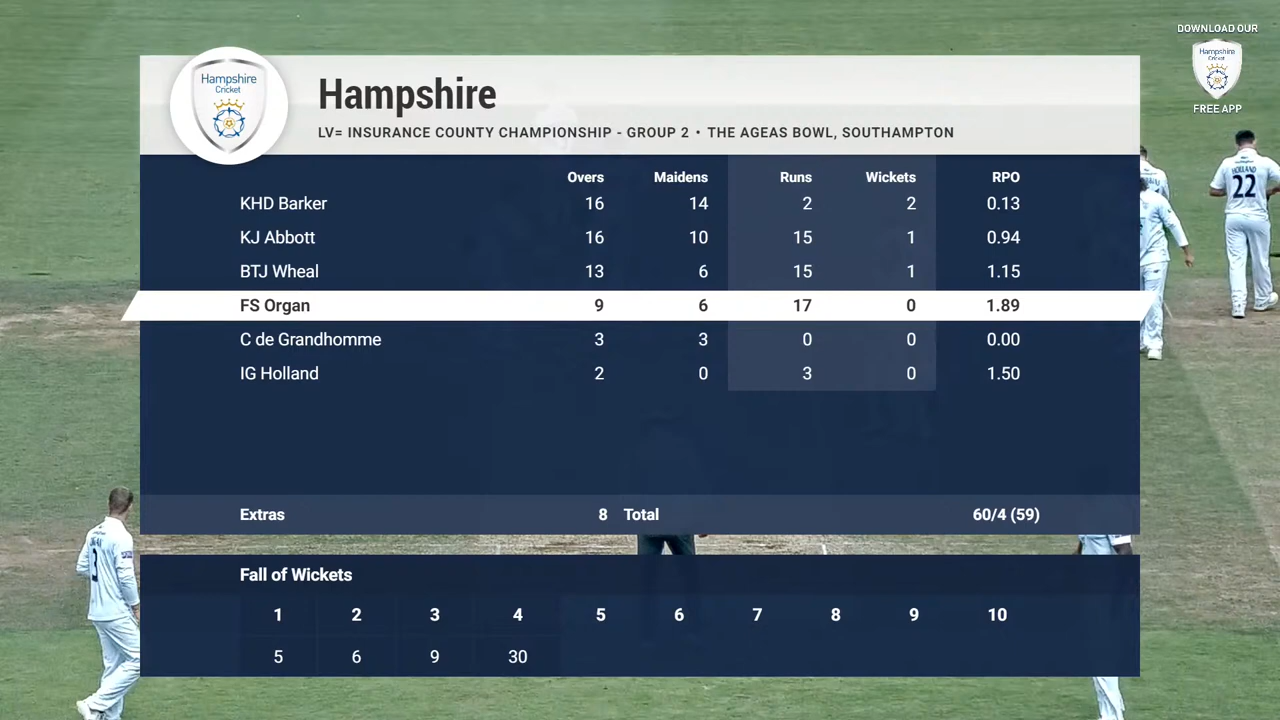 DOWNLOAD OUR
Hampshire
Cricket
FREE APP
Hampshire
Cricket
Hampshire
LV= INSURANCE COUNTY CHAMPIONSHIP - GROUP 2 • THE AGEAS BOWL, SOUTHAMPTON
Overs Maidens Runs Wickets RPO
KHD Barker 16 14 2 2 0.13
KJ Abbott 16 10 15 1 0.94
BTJ Wheal 13 6 15 1 1.15
FS Organ 9 6 17 0 1.89
C de Grandhomme 3 3 0 0 0.00
IG Holland 2 0 3 0 1.50
Extras 8 Total 60/4 (59)
Fall of Wickets
1 2 3 4 5 6 7 8 9 10
5 6 9 30
HOLLAND
22
3